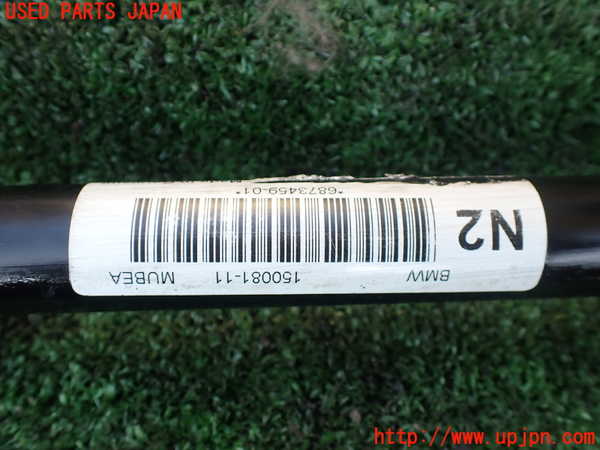 USED PARTS JAPAN
*6873459-01*
N2
BMW 150081-11 MUBEA
http://www.upjpn.com